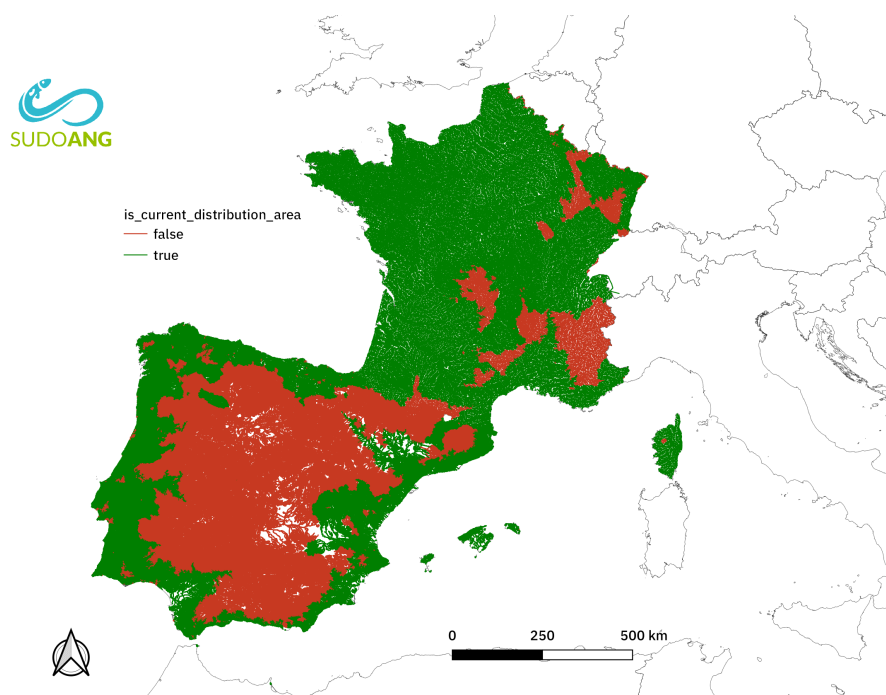 SUDOANG
is_current_distribution_area
false
true
0 250 500 km